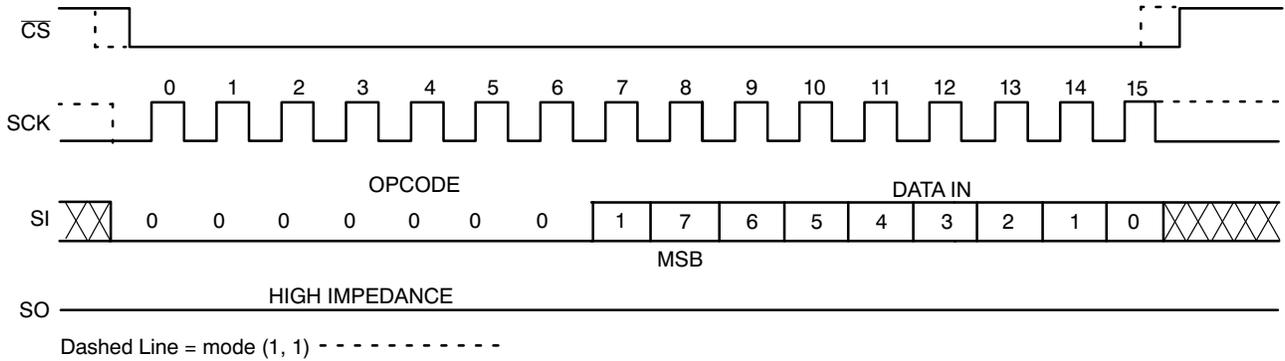 CS
0 1 2 3 4 5 6 7 8 9 10 11 12 13 14 15
SCK
OPCODE DATA IN
SI 0 0 0 0 0 0 0 1 7 6 5 4 3 2 1 0
MSB
HIGH IMPEDANCE
SO
Dashed Line = mode (1, 1)